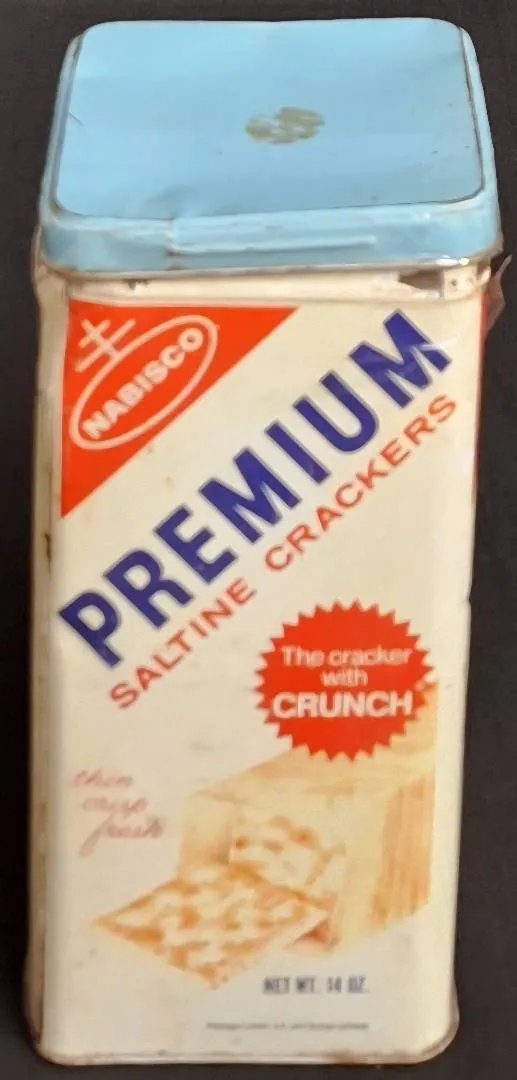 NABISCO
PREMIUM
SALTINE CRACKERS
The cracker
with
CRUNCH
thin
crisp
fresh
NET WT. 14 OZ.